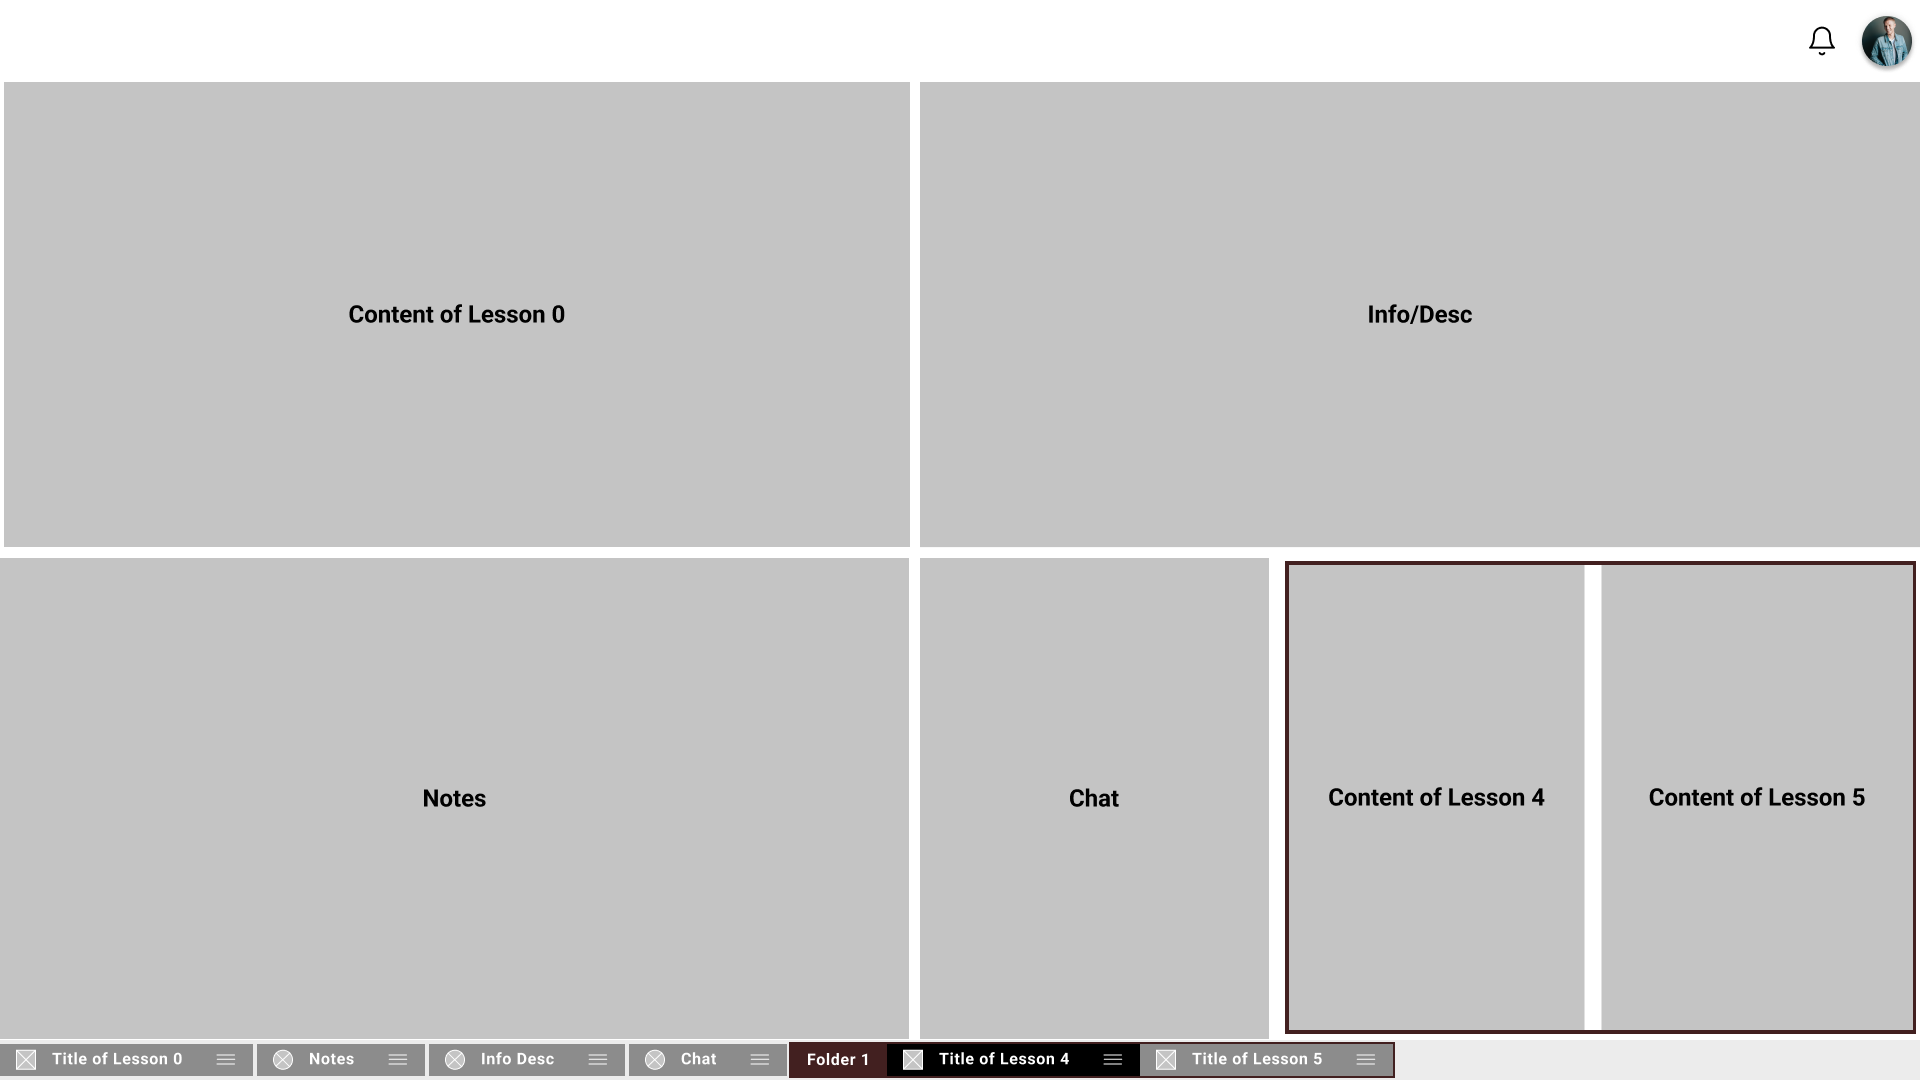 Content of Lesson 0
Info/Desc
Notes
Chat
Content of Lesson 4
Content of Lesson 5
Title of Lesson 0
Notes
Info Desc
Chat
Folder 1
Title of Lesson 4
Title of Lesson 5